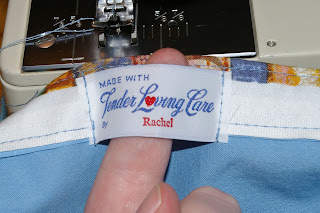 MADE WITH
Tender Loving Care
BY Rachel